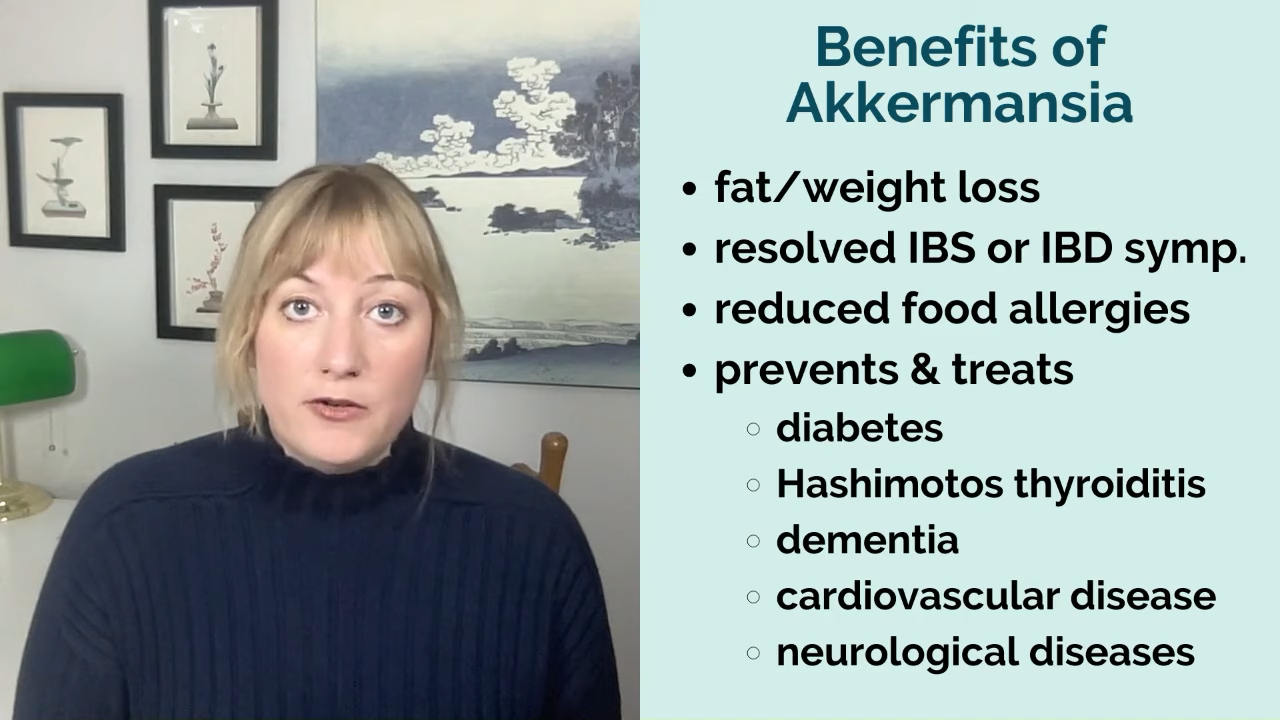 Benefits of
Akkermansia
• fat/weight loss
• resolved IBS or IBD symp.
• reduced food allergies
• prevents & treats
◦ diabetes
◦ Hashimotos thyroiditis
◦ dementia
◦ cardiovascular disease
◦ neurological diseases